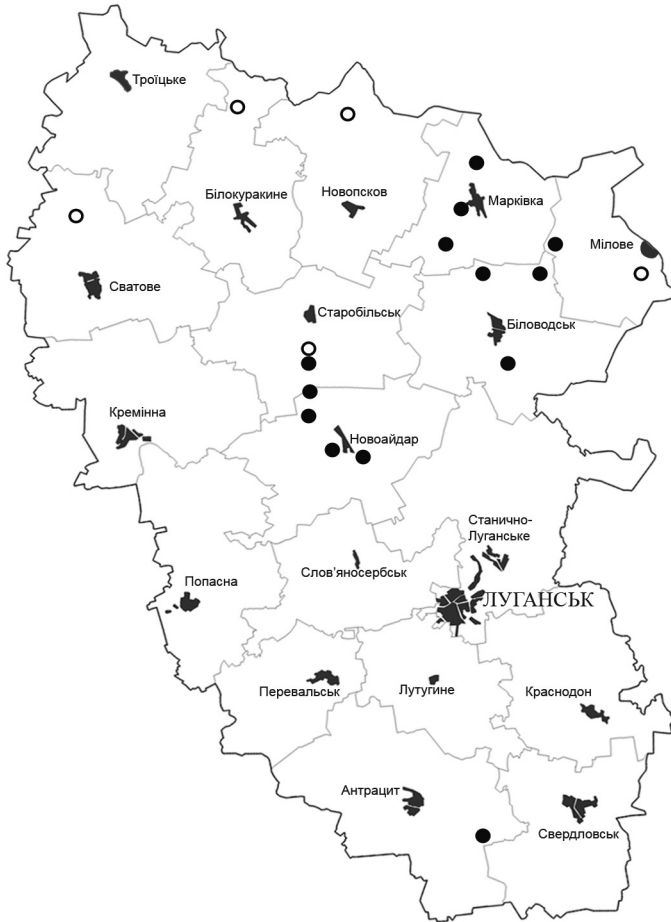 Троїцьке
Білокуракине
Новопсков
Марківка
Мілове
Сватове
Старобільськ
Біловодськ
Кремінна
Новоайдар
Станично-
Луганське
Слов’яносербськ
Попасна
ЛУГАНСЬК
Перевальськ
Лутугине
Краснодон
Антрацит
Свердловськ